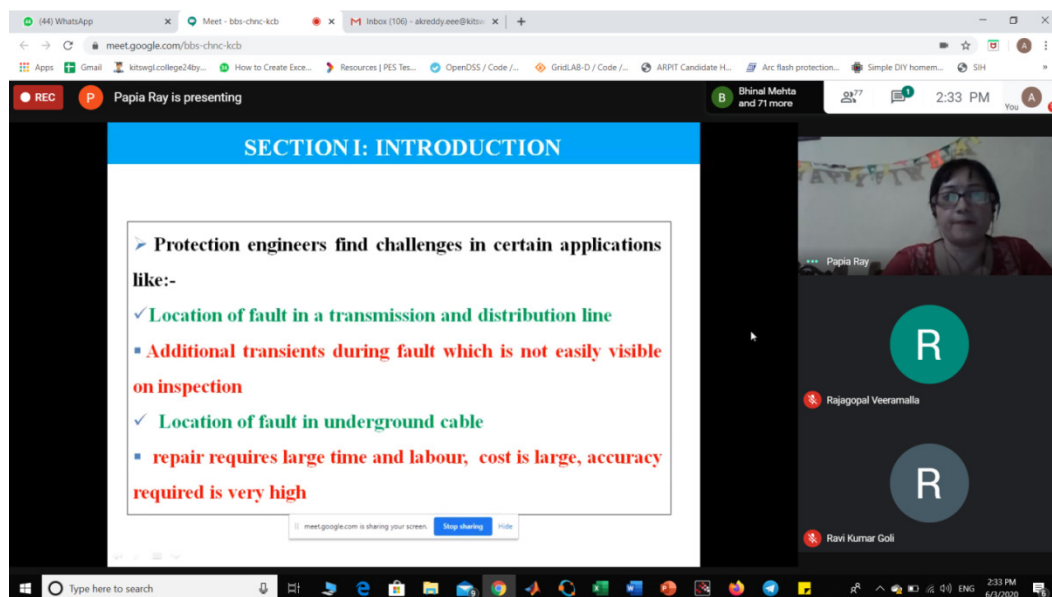 (44) WhatsApp
Meet - bbs-chnc-kcb
Inbox (106) - akreddy.eee@kitsw
meet.google.com/bbs-chnc-kcb
Apps
Gmail
kitswgl.college24by...
How to Create Exce...
Resources | PES Tes...
OpenDSS / Code /...
GridLAB-D / Code /...
ARPIT Candidate H...
Arc flash protection...
Simple DIY homem...
SIH
REC
P
Papia Ray is presenting
B
Bhinal Mehta
and 71 more
77
1
2:33 PM
You
A
SECTION I: INTRODUCTION
Protection engineers find challenges in certain applications
like:-
Location of fault in a transmission and distribution line
Additional transients during fault which is not easily visible
on inspection
Location of fault in underground cable
repair requires large time and labour, cost is large, accuracy
required is very high
meet.google.com is sharing your screen.
Stop sharing
Hide
Papia Ray
R
Rajagopal Veeramalla
R
Ravi Kumar Goli
Type here to search
ENG
2:33 PM
6/3/2020